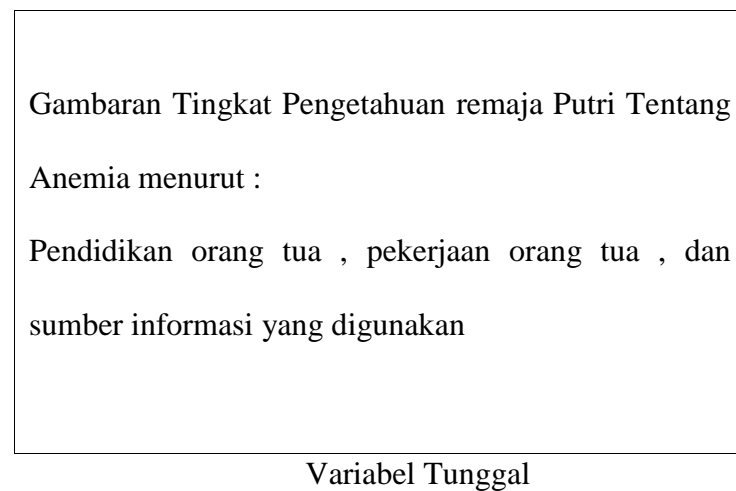 Gambaran Tingkat Pengetahuan remaja Putri Tentang
Anemia menurut :
Pendidikan orang tua , pekerjaan orang tua , dan
sumber informasi yang digunakan
Variabel Tunggal